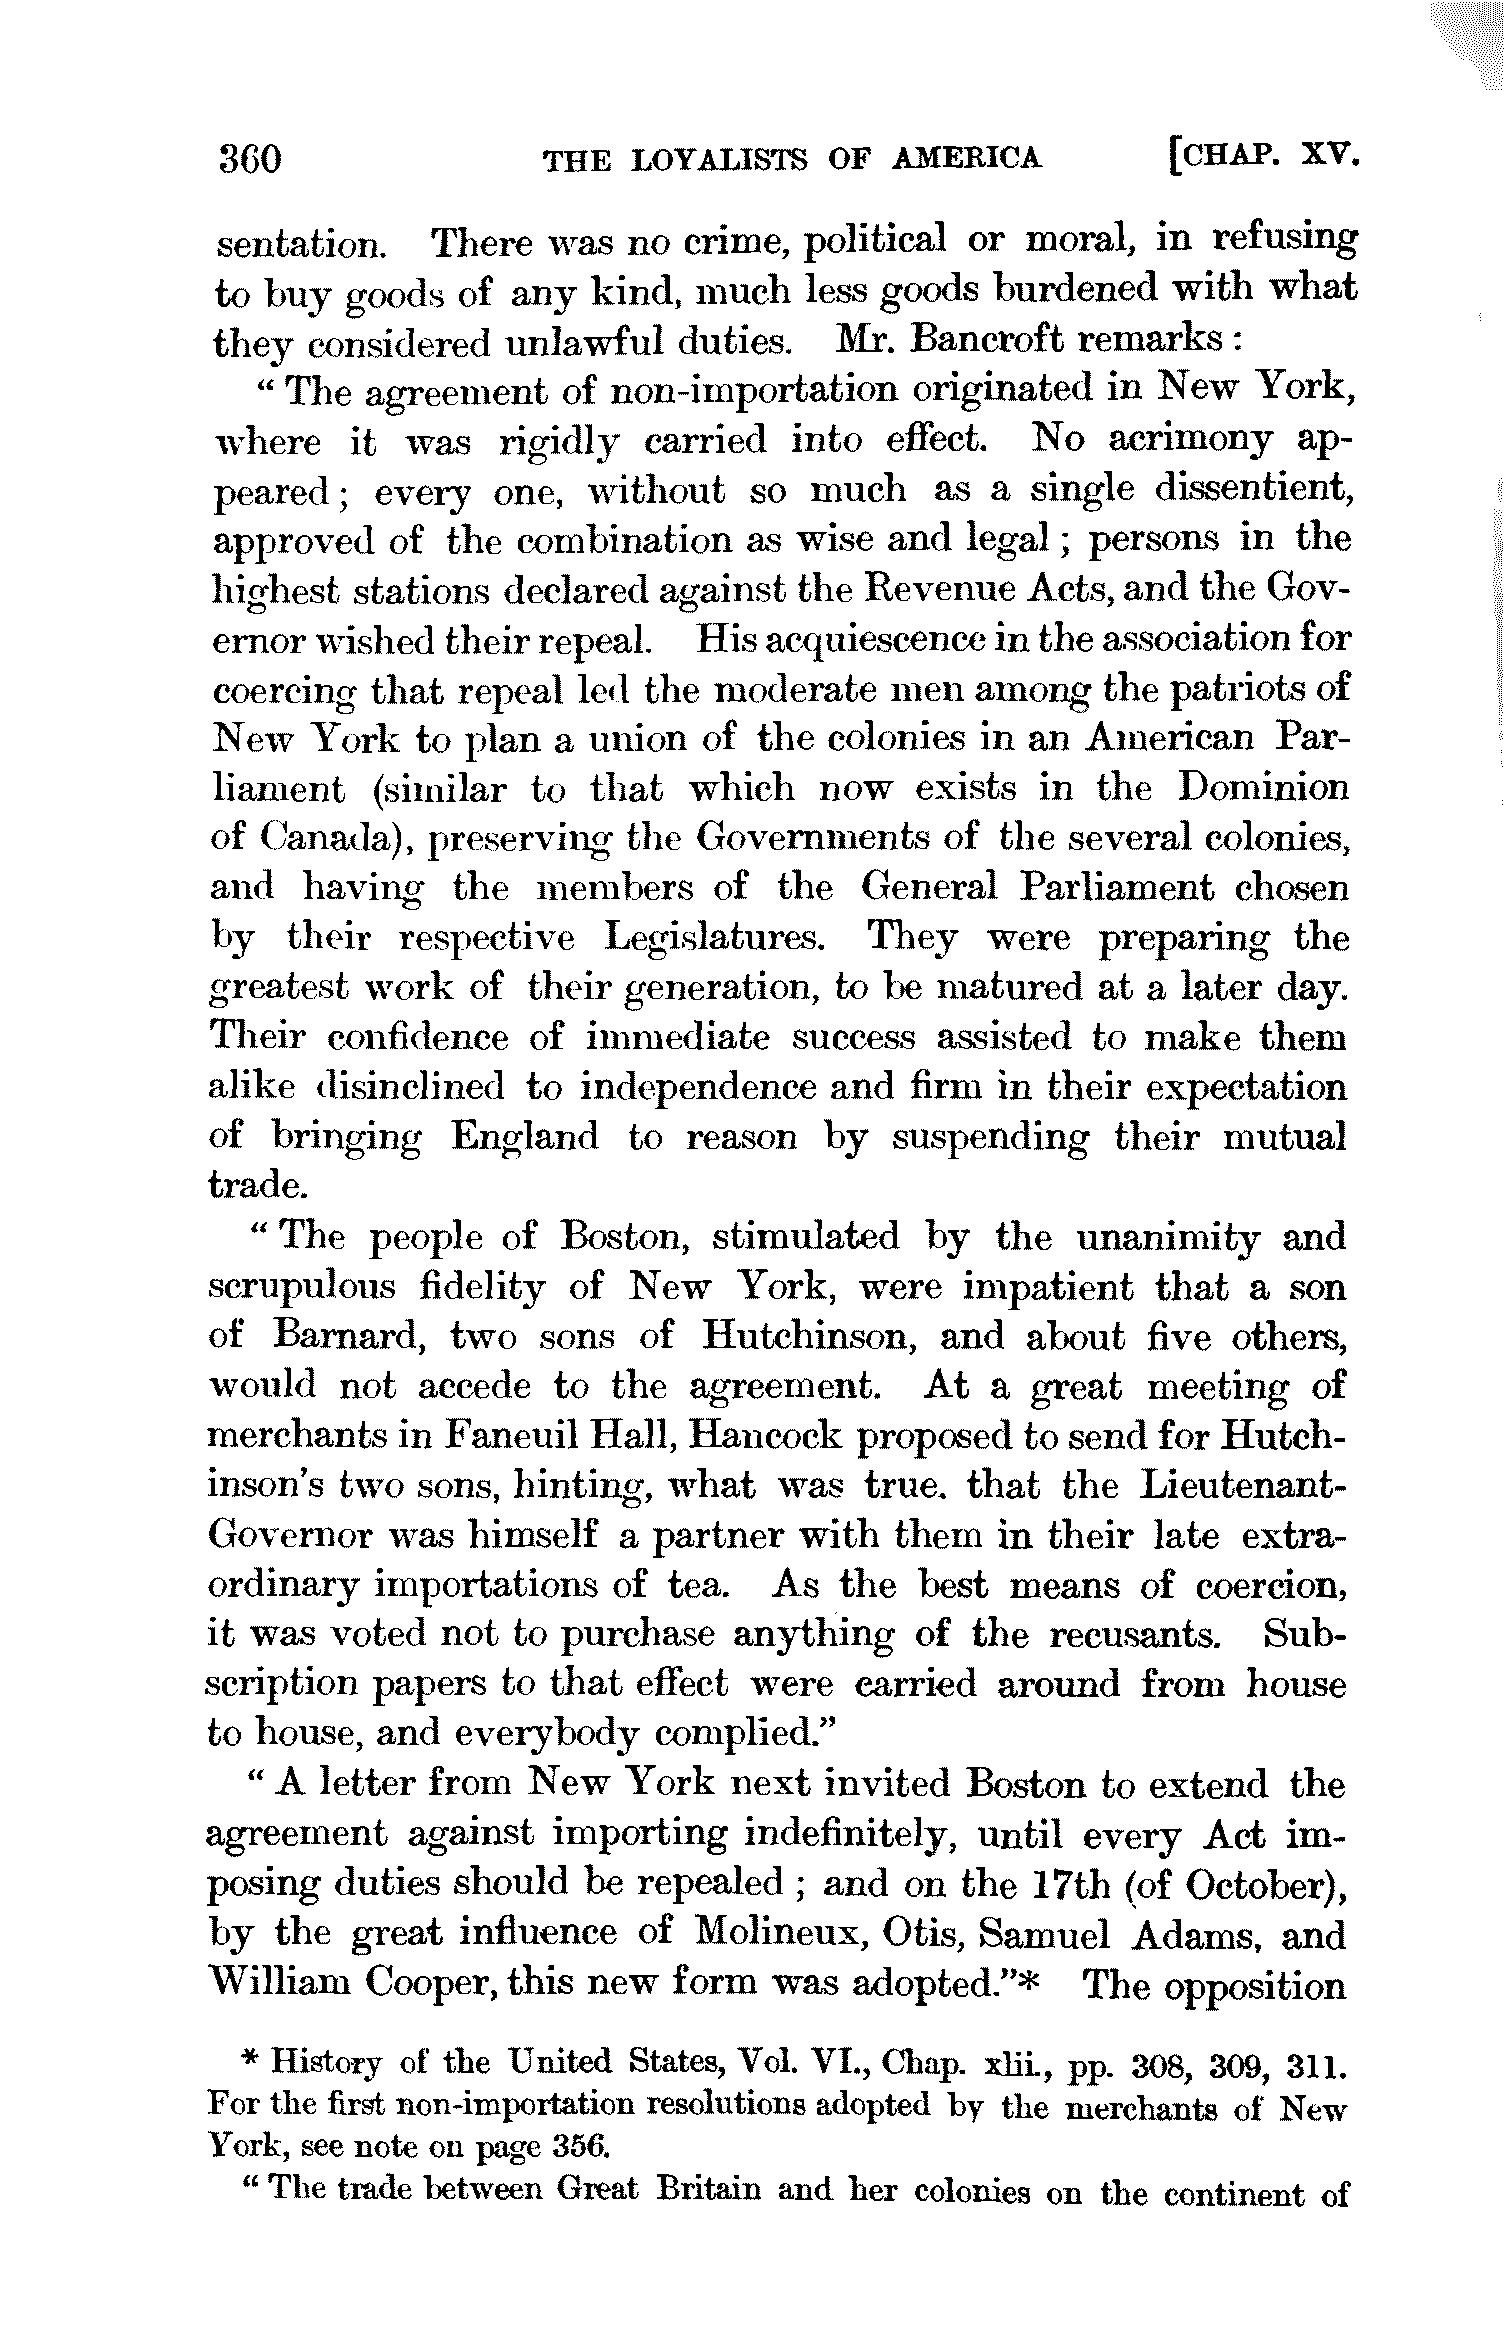 360 THE LOYALISTS OF AMERICA [CHAP. XV.
sentation. There was no crime, political or moral, in refusing
to buy goods of any kind, much less goods burdened with what
they considered unlawful duties. Mr. Bancroft remarks :
“ The agreement of non-importation originated in New York,
where it was rigidly carried into effect. No acrimony ap-
peared ; every one, without so much as a single dissentient,
approved of the combination as wise and legal ; persons in the
highest stations declared against the Revenue Acts, and the Gov-
ernor wished their repeal. His acquiescence in the association for
coercing that repeal led the moderate men among the patriots of
New York to plan a union of the colonies in an American Par-
liament (similar to that which now exists in the Dominion
of Canada), preserving the Governments of the several colonies,
and having the members of the General Parliament chosen
by their respective Legislatures. They were preparing the
greatest work of their generation, to be matured at a later day.
Their confidence of immediate success assisted to make them
alike disinclined to independence and firm in their expectation
of bringing England to reason by suspending their mutual
trade.
“ The people of Boston, stimulated by the unanimity and
scrupulous fidelity of New York, were impatient that a son
of Barnard, two sons of Hutchinson, and about five others,
would not accede to the agreement. At a great meeting of
merchants in Faneuil Hall, Hancock proposed to send for Hutch-
inson's two sons, hinting, what was true. that the Lieutenant-
Governor was himself a partner with them in their late extra-
ordinary importations of tea. As the best means of coercion,
it was voted not to purchase anything of the recusants. Sub-
scription papers to that effect were carried around from house
to house, and everybody complied.”
“ A letter from New York next invited Boston to extend the
agreement against importing indefinitely, until every Act im-
posing duties should be repealed ; and on the 17th (of October),
by the great influence of Molineux, Otis, Samuel Adams, and
William Cooper, this new form was adopted.”* The opposition
* History of the United States, Vol. VI., Chap. xlii., pp. 308, 309, 311.
For the first non-importation resolutions adopted by the merchants of New
York, see note on page 356.
“ The trade between Great Britain and her colonies on the continent of